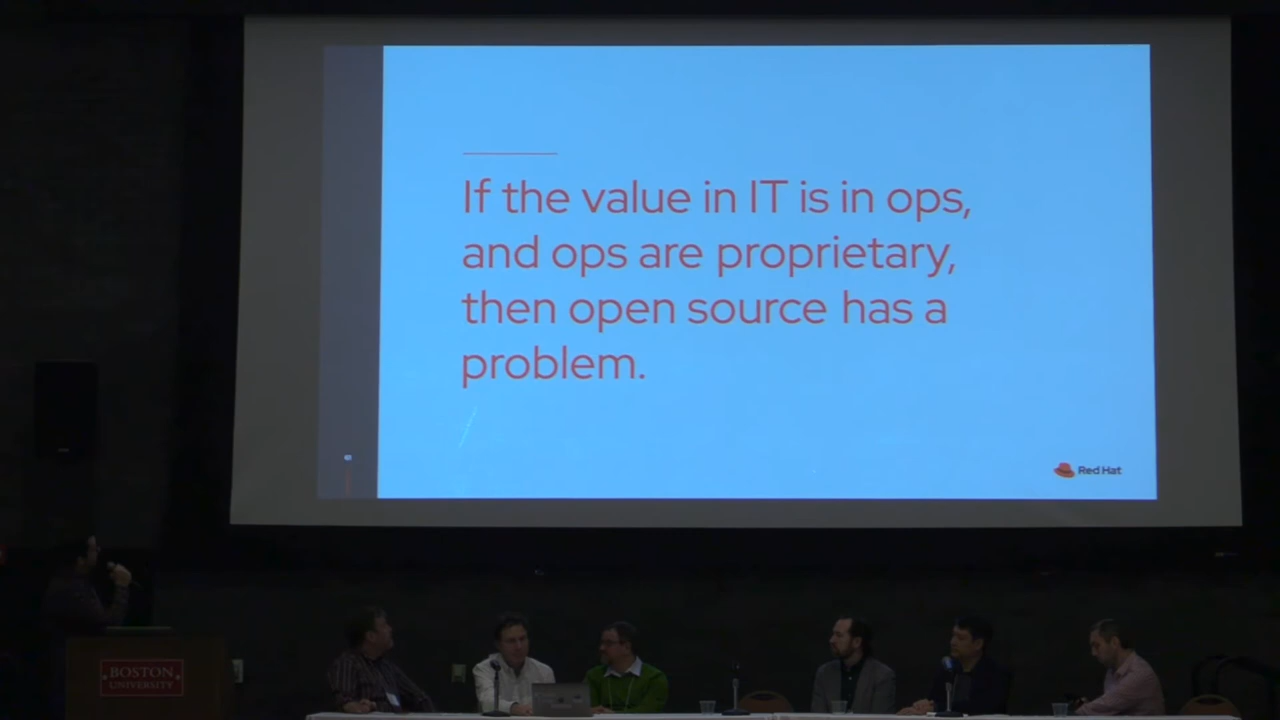 If the value in IT is in ops,
and ops are proprietary,
then open source has a
problem.
Red Hat
BOSTON
UNIVERSITY